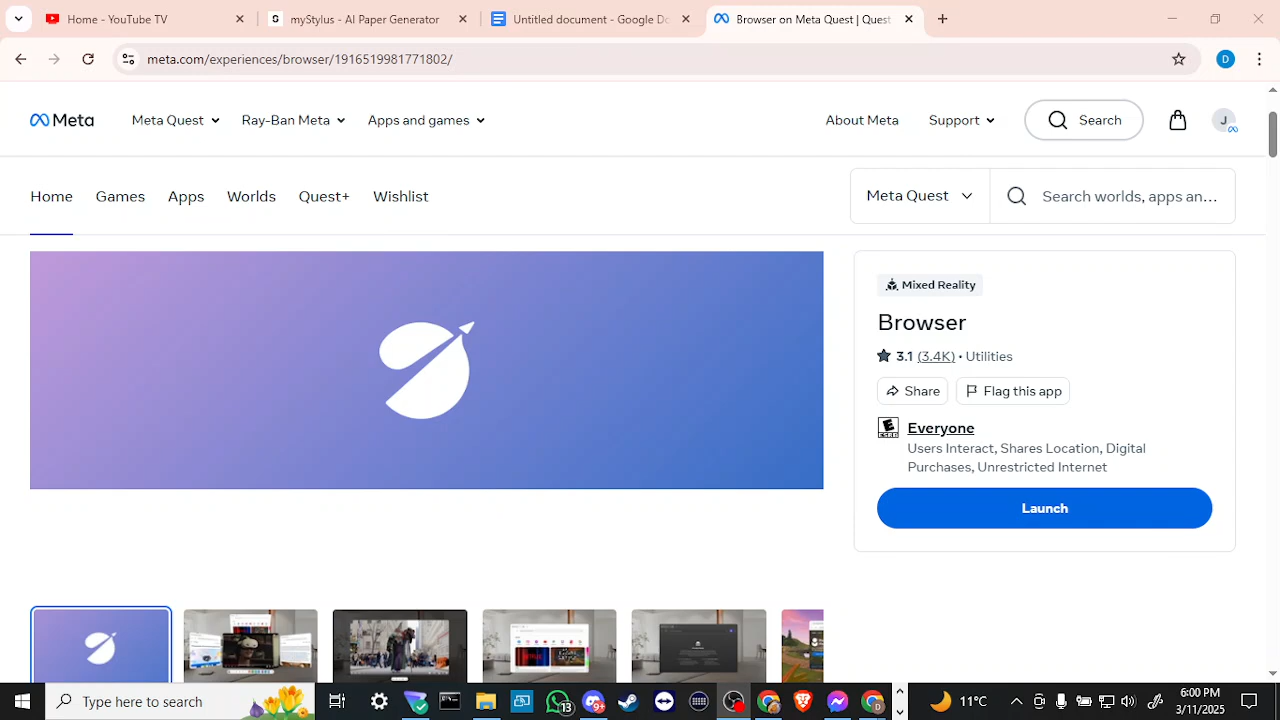 Home - YouTube TV
myStylus - AI Paper Generator
Untitled document - Google Do
Browser on Meta Quest | Quest
meta.com/experiences/browser/1916519981771802/
D
Meta
Meta Quest
Ray-Ban Meta
Apps and games
About Meta
Support
Search
J
Home
Games
Apps
Worlds
Quest+
Wishlist
Meta Quest
Search worlds, apps an...
Mixed Reality
Browser
3.1 (3.4K) • Utilities
Share
Flag this app
E
Everyone
Users Interact, Shares Location, Digital
Purchases, Unrestricted Internet
Launch
Type here to search
13
9+
D
11°C
6:00 PM
3/11/2025